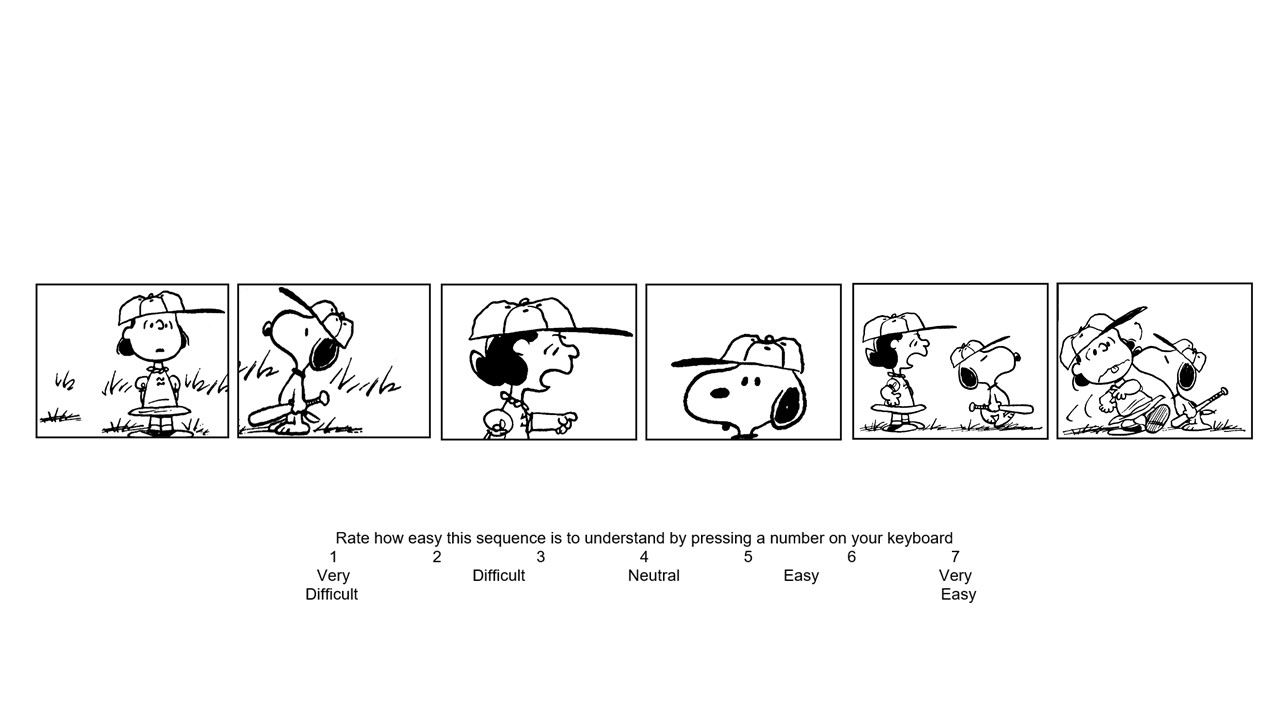 Rate how easy this sequence is to understand by pressing a number on your keyboard
1 2 3 4 5 6 7
Very Difficult Neutral Easy Very
Difficult Easy